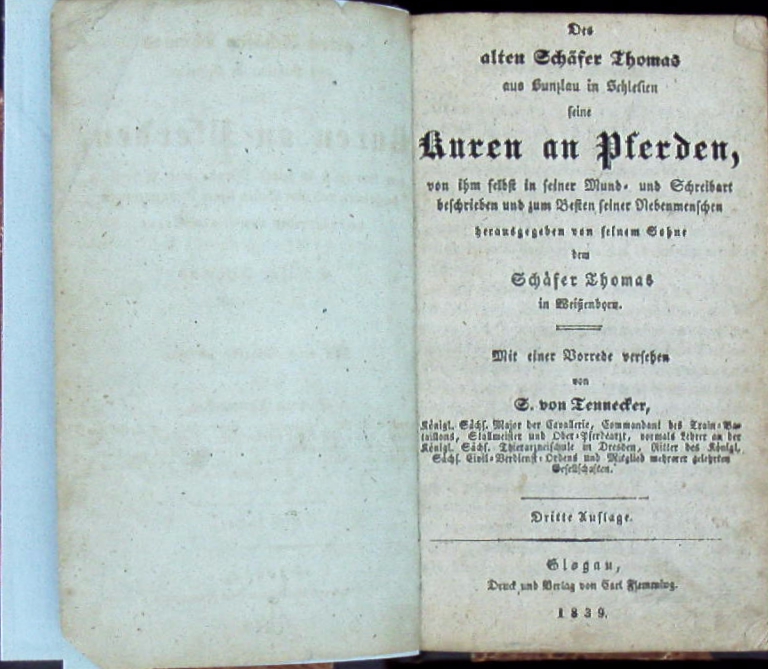 Des
alten Schäfer Thomas
aus Bunzlau in Schlesien
seine
Kuren an Pferden,
von ihm selbst in seiner Mund- und Schreibart
beschrieben und zum Besten seiner Nebenmenschen
herausgegeben von seinem Sohne
dem
Schäfer Thomas
in Weißenborn.
Mit einer Vorrede versehen
von
S. von Tennecker,
Königl. Sächs. Major der Cavallerie, Commandant des Train-Ba-
taillons, Stallmeister und Ober-Pferdearzt, vormals Lehrer an der
Königl. Sächs. Thierarzneischule in Dresden, Ritter des Königl.
Sächs. Civil-Verdienst-Ordens und Mitglied mehrerer gelehrten
Gesellschaften.
Dritte Auflage.
Glogau,
Druck und Verlag von Carl Flemming.
1839.